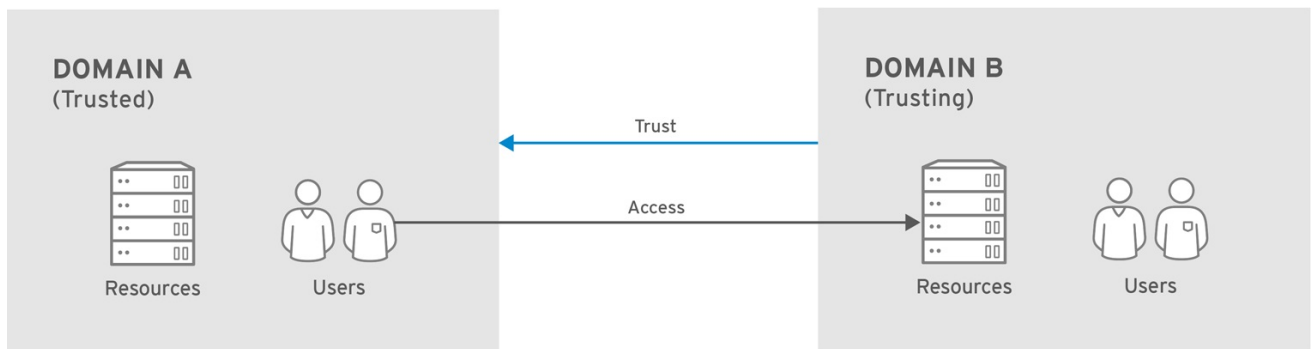 DOMAIN A
(Trusted)
Resources
Users
Trust
Access
DOMAIN B
(Trusting)
Resources
Users